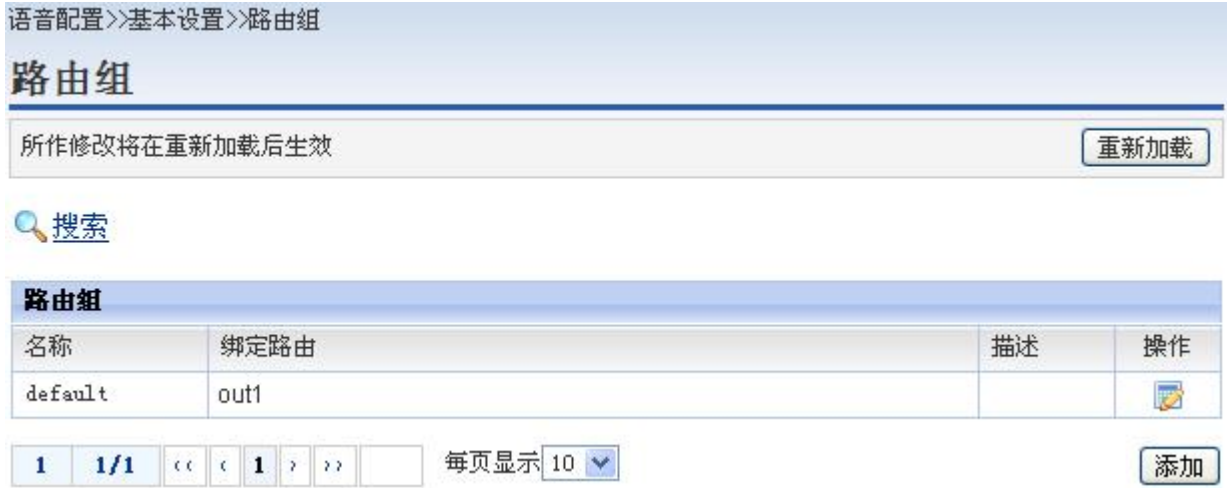 语音配置>>基本设置>>路由组
路由组
所作修改将在重新加载后生效 重新加载
搜索
路由组
名称 绑定路由 描述 操作
default out1
1 1/1 << < 1 > >> 每页显示 10 添加